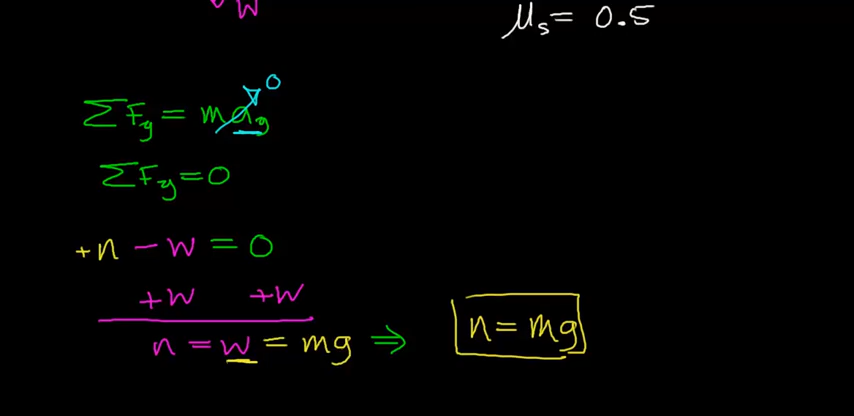 W
μs = 0.5
ΣFy = may 0
ΣFy = 0
+n - w = 0
+w +w
n = w = mg ⇒ n = mg